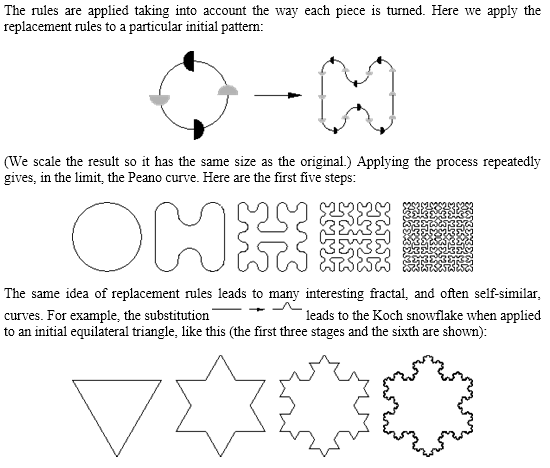 The rules are applied taking into account the way each piece is turned. Here we apply the
replacement rules to a particular initial pattern:
(We scale the result so it has the same size as the original.) Applying the process repeatedly
gives, in the limit, the Peano curve. Here are the first five steps:
The same idea of replacement rules leads to many interesting fractal, and often self-similar,
curves. For example, the substitution leads to the Koch snowflake when applied
to an initial equilateral triangle, like this (the first three stages and the sixth are shown):